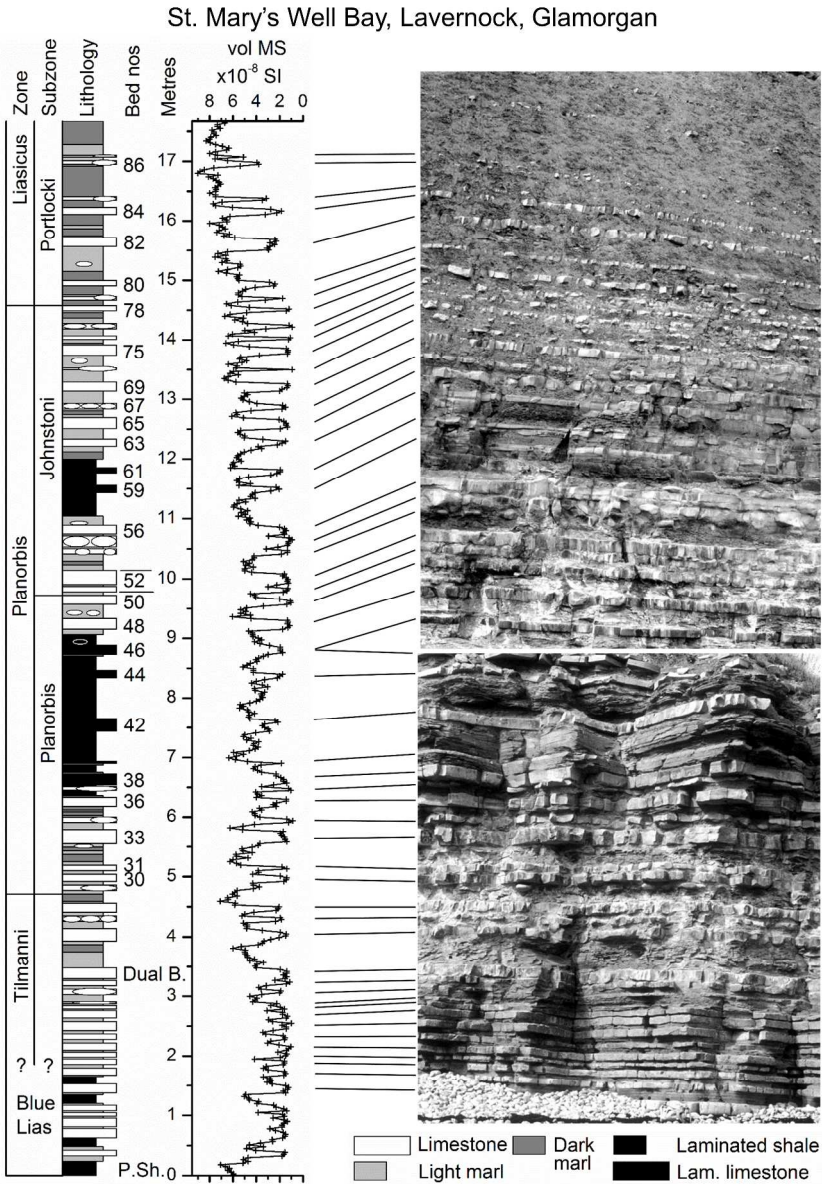 St. Mary's Well Bay, Lavernock, Glamorgan
Zone
Subzone
Lithology
Bed nos
Metres
vol MS
x10-8 SI
8 6 4 2 0
Liasicus
Portlocki
Planorbis
Johnstoni
Planorbis
Tilmanni
? ?
Blue
Lias
86
84
82
80
78
75
69
67
65
63
61
59
56
52
50
48
46
44
42
38
36
33
31
30
Dual B.
P.Sh.
17
16
15
14
13
12
11
10
9
8
7
6
5
4
3
2
1
0
Limestone
Dark marl
Laminated shale
Light marl
Lam. limestone